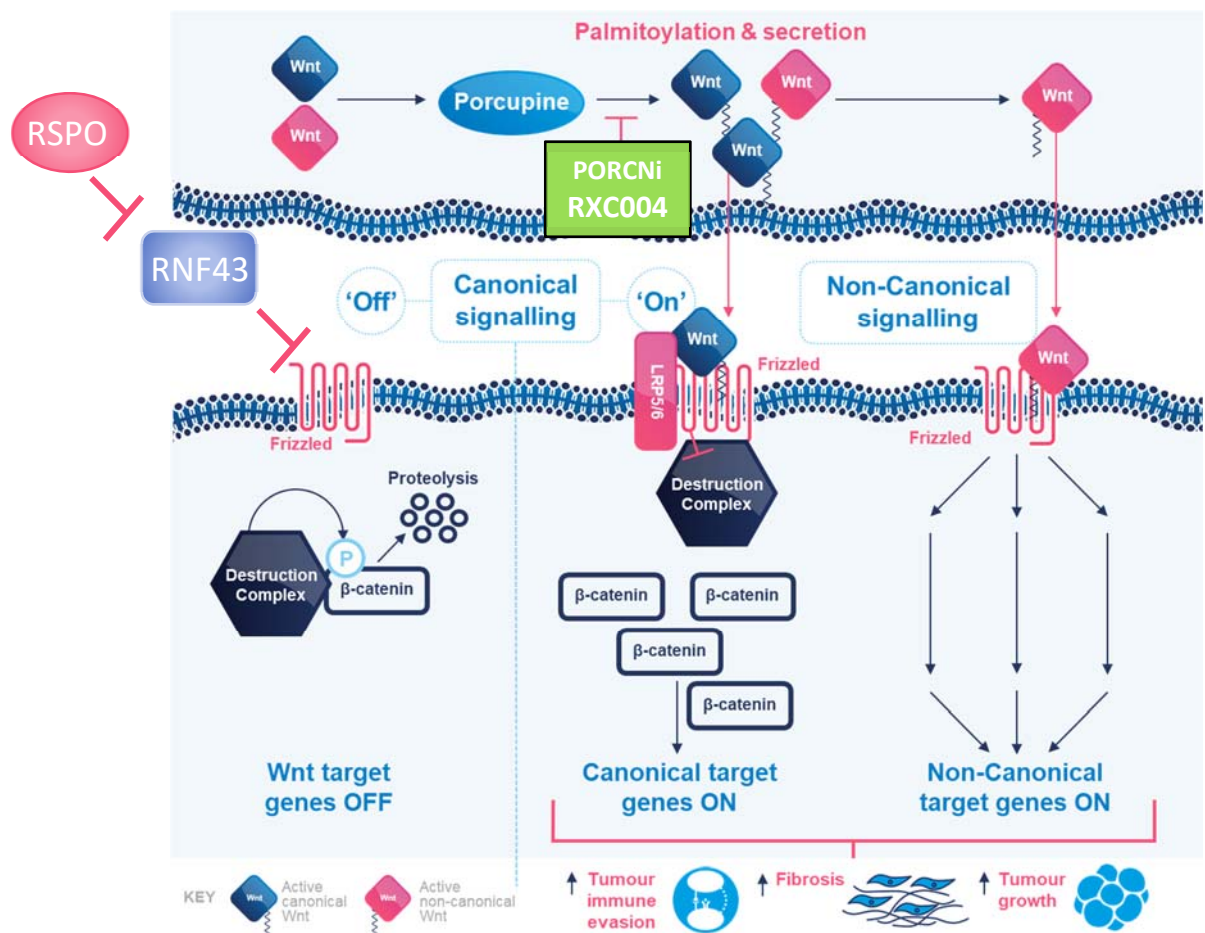 Palmitoylation & secretion
Wnt
Wnt
Porcupine
Wnt
Wnt
Wnt
Wnt
RSPO
PORCNi
RXC004
RNF43
'Off'
Canonical
signalling
'On'
Non-Canonical
signalling
Wnt
LRP5/6
Frizzled
Wnt
Frizzled
Frizzled
Destruction
Complex
Proteolysis
P
Destruction
Complex
β-catenin
β-catenin
β-catenin
β-catenin
β-catenin
Wnt target
genes OFF
Canonical target
genes ON
Non-Canonical
target genes ON
KEY
Wnt
Active
canonical
Wnt
Wnt
Active
non-canonical
Wnt
Tumour
immune
evasion
Fibrosis
Tumour
growth